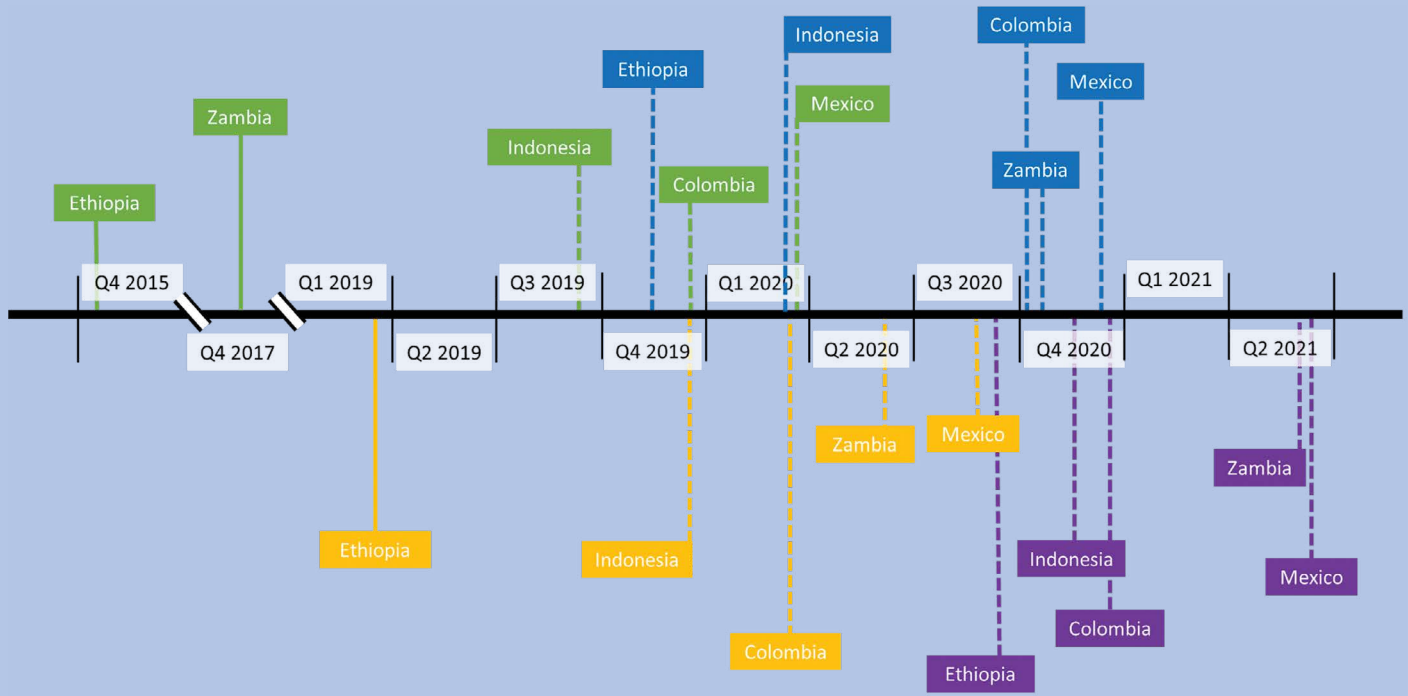 Colombia
Indonesia
Ethiopia
Mexico
Mexico
Zambia
Indonesia
Zambia
Colombia
Ethiopia
Q4 2015
Q1 2019
Q3 2019
Q1 2020
Q3 2020
Q1 2021
Q4 2017
Q2 2019
Q4 2019
Q2 2020
Q4 2020
Q2 2021
Mexico
Zambia
Zambia
Ethiopia
Indonesia
Indonesia
Mexico
Colombia
Colombia
Ethiopia